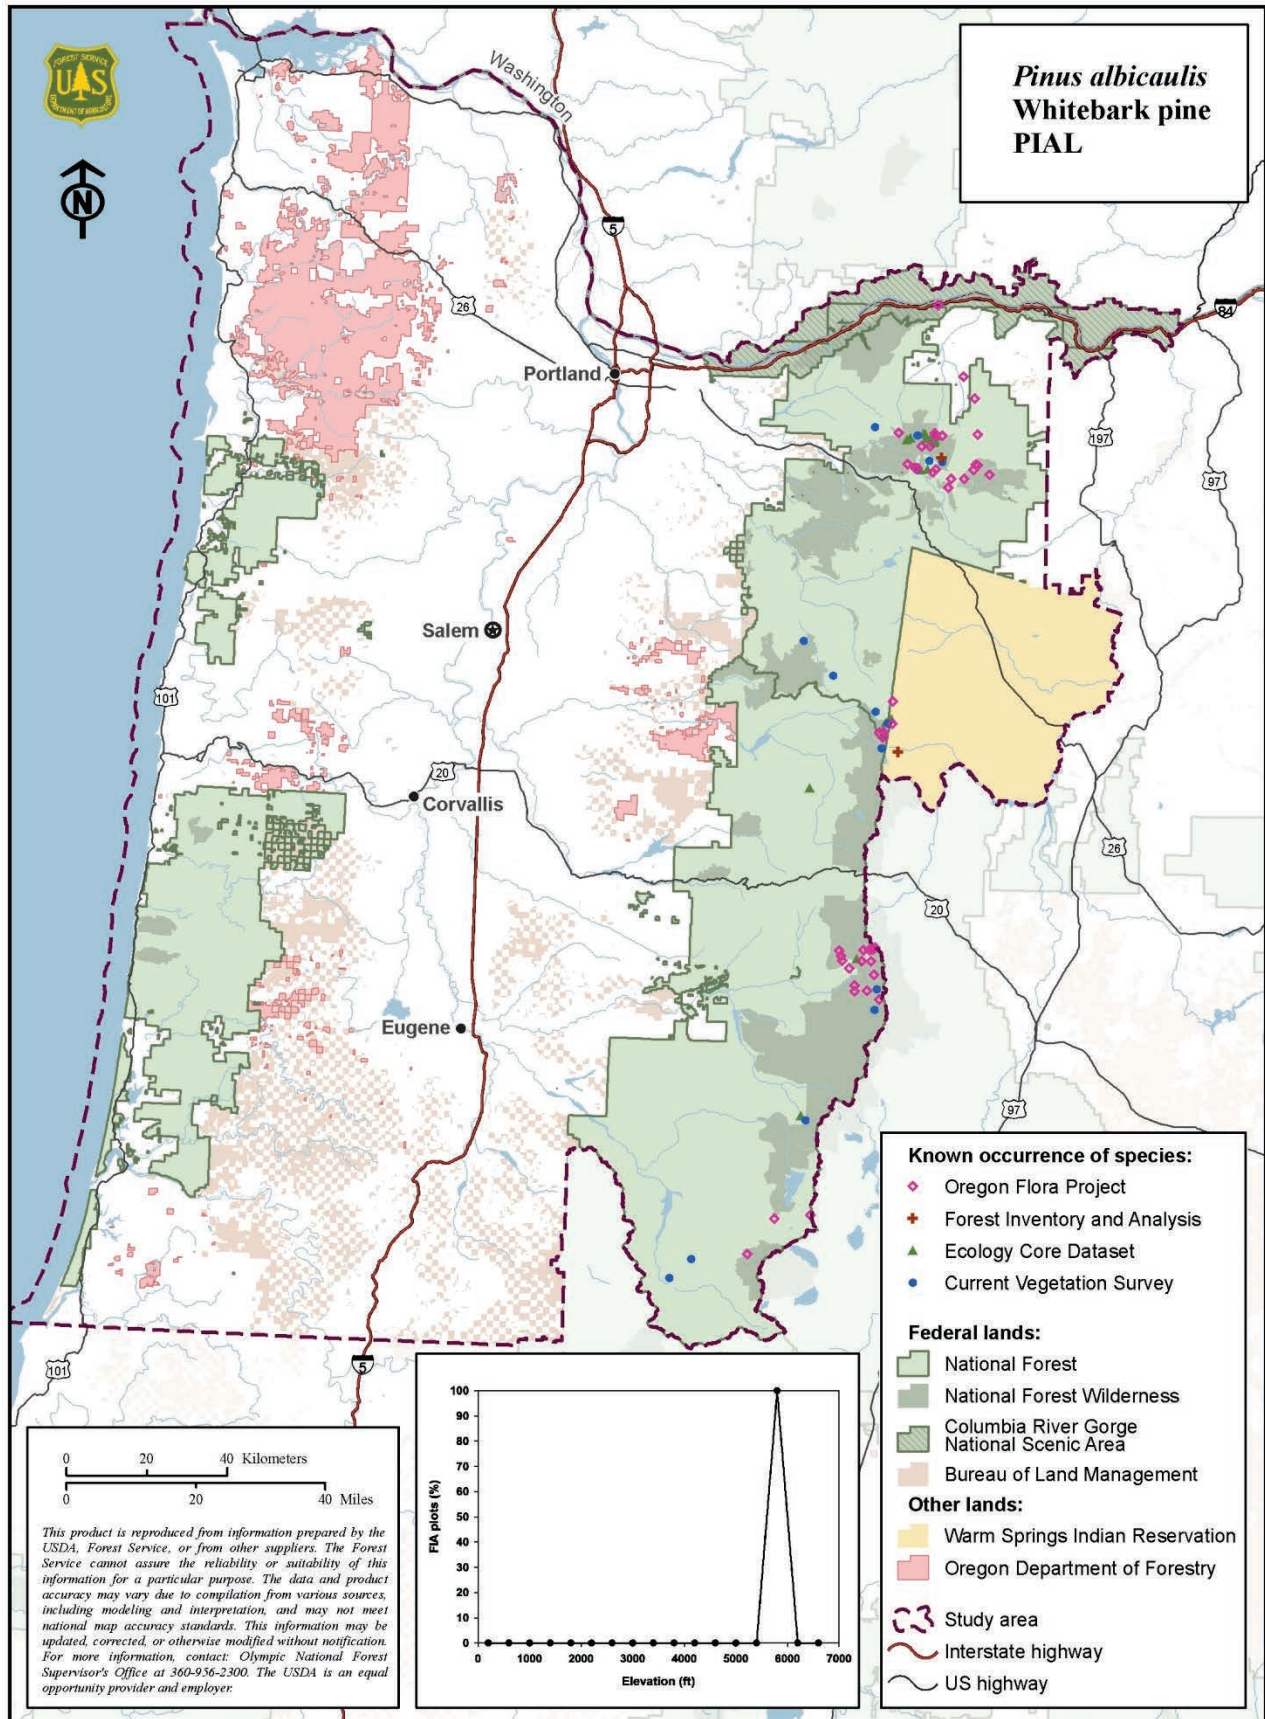 Pinus albicaulis
Whitebark pine
PIAL
FOREST SERVICE
U S
DEPARTMENT OF AGRICULTURE
N
Washington
5
26
84
Portland
197
97
Salem
101
20
Corvallis
26
20
Eugene
97
101
5
Known occurrence of species:
Oregon Flora Project
Forest Inventory and Analysis
Ecology Core Dataset
Current Vegetation Survey
Federal lands:
National Forest
National Forest Wilderness
Columbia River Gorge
National Scenic Area
Bureau of Land Management
Other lands:
Warm Springs Indian Reservation
Oregon Department of Forestry
Study area
Interstate highway
US highway
0 20 40 Kilometers
0 20 40 Miles
This product is reproduced from information prepared by the
USDA, Forest Service, or from other suppliers. The Forest
Service cannot assure the reliability or suitability of this
information for a particular purpose. The data and product
accuracy may vary due to compilation from various sources,
including modeling and interpretation, and may not meet
national map accuracy standards. This information may be
updated, corrected, or otherwise modified without notification.
For more information, contact: Olympic National Forest
Supervisor's Office at 360-956-2300. The USDA is an equal
opportunity provider and employer.
FIA plots (%)
100
90
80
70
60
50
40
30
20
10
0
0 1000 2000 3000 4000 5000 6000 7000
Elevation (ft)